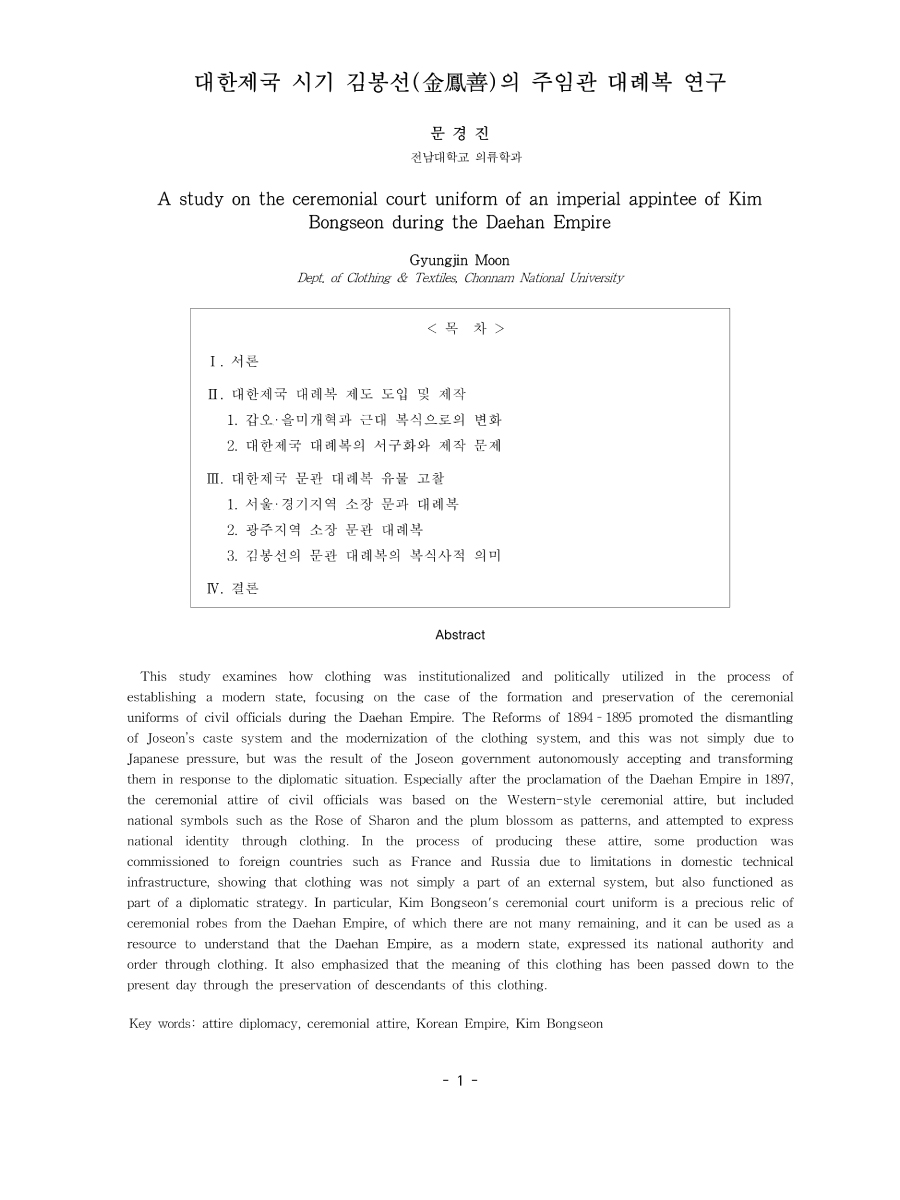 대한제국 시기 김봉선(金鳳善)의 주임관 대례복 연구
문 경 진
전남대학교 의류학과
A study on the ceremonial court uniform of an imperial appintee of Kim
Bongseon during the Daehan Empire
Gyungjin Moon
Dept. of Clothing & Textiles, Chonnam National University
< 목 차 >
Ⅰ. 서론
Ⅱ. 대한제국 대례복 제도 도입 및 제작
1. 갑오·을미개혁과 근대 복식으로의 변화
2. 대한제국 대례복의 서구화와 제작 문제
Ⅲ. 대한제국 문관 대례복 유물 고찰
1. 서울·경기지역 소장 문과 대례복
2. 광주지역 소장 문관 대례복
3. 김봉선의 문관 대례복의 복식사적 의미
Ⅳ. 결론
Abstract
This study examines how clothing was institutionalized and politically utilized in the process of
establishing a modern state, focusing on the case of the formation and preservation of the ceremonial
uniforms of civil officials during the Daehan Empire. The Reforms of 1894–1895 promoted the dismantling
of Joseon's caste system and the modernization of the clothing system, and this was not simply due to
Japanese pressure, but was the result of the Joseon government autonomously accepting and transforming
them in response to the diplomatic situation. Especially after the proclamation of the Daehan Empire in 1897,
the ceremonial attire of civil officials was based on the Western-style ceremonial attire, but included
national symbols such as the Rose of Sharon and the plum blossom as patterns, and attempted to express
national identity through clothing. In the process of producing these attire, some production was
commissioned to foreign countries such as France and Russia due to limitations in domestic technical
infrastructure, showing that clothing was not simply a part of an external system, but also functioned as
part of a diplomatic strategy. In particular, Kim Bongseon's ceremonial court uniform is a precious relic of
ceremonial robes from the Daehan Empire, of which there are not many remaining, and it can be used as a
resource to understand that the Daehan Empire, as a modern state, expressed its national authority and
order through clothing. It also emphasized that the meaning of this clothing has been passed down to the
present day through the preservation of descendants of this clothing.
Key words: attire diplomacy, ceremonial attire, Korean Empire, Kim Bongseon
- 1 -